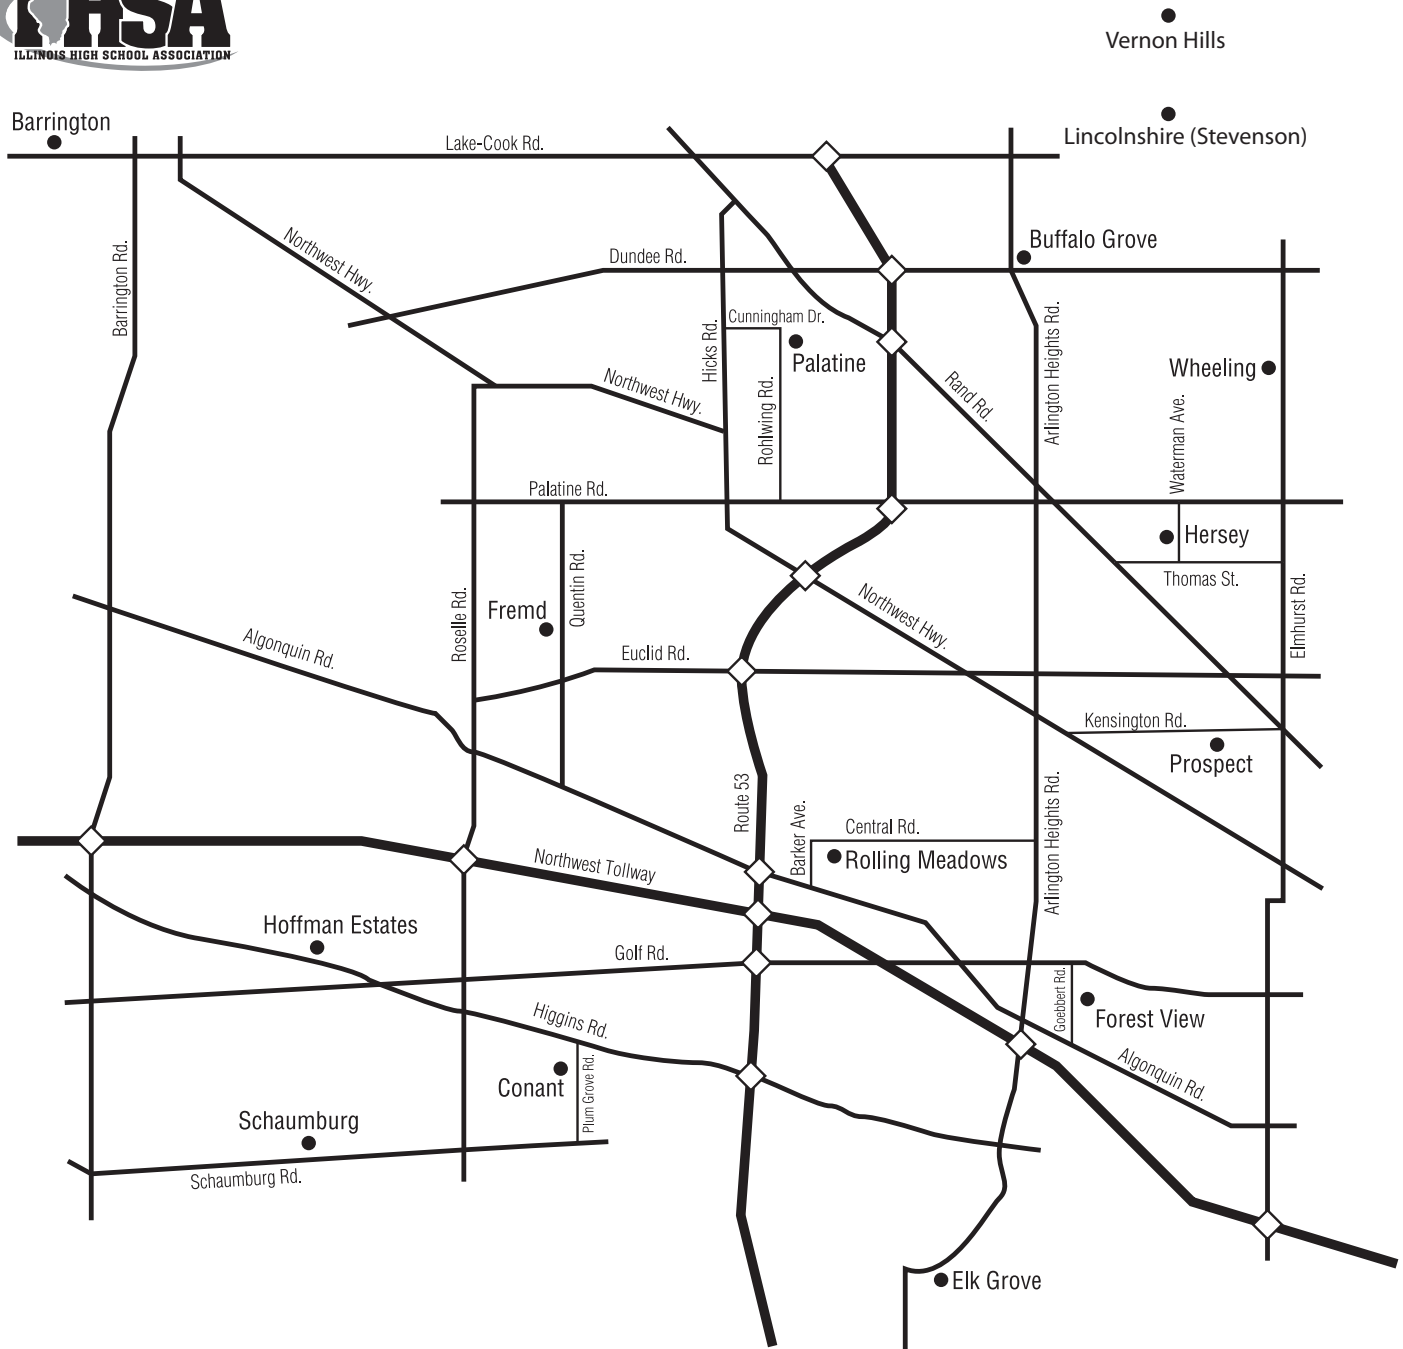 IHSA
ILLINOIS HIGH SCHOOL ASSOCIATION
Vernon Hills
Barrington
Lincolnshire (Stevenson)
Lake-Cook Rd.
Barrington Rd.
Northwest Hwy.
Dundee Rd.
Buffalo Grove
Cunningham Dr.
Hicks Rd.
Palatine
Rohlwing Rd.
Rand Rd.
Arlington Heights Rd.
Wheeling
Waterman Ave.
Northwest Hwy.
Palatine Rd.
Hersey
Thomas St.
Elmhurst Rd.
Roselle Rd.
Fremd
Quentin Rd.
Northwest Hwy.
Algonquin Rd.
Euclid Rd.
Kensington Rd.
Prospect
Route 53
Barker Ave.
Central Rd.
Rolling Meadows
Arlington Heights Rd.
Northwest Tollway
Hoffman Estates
Golf Rd.
Goebbert Rd.
Forest View
Higgins Rd.
Algonquin Rd.
Conant
Plum Grove Rd.
Schaumburg
Schaumburg Rd.
Elk Grove